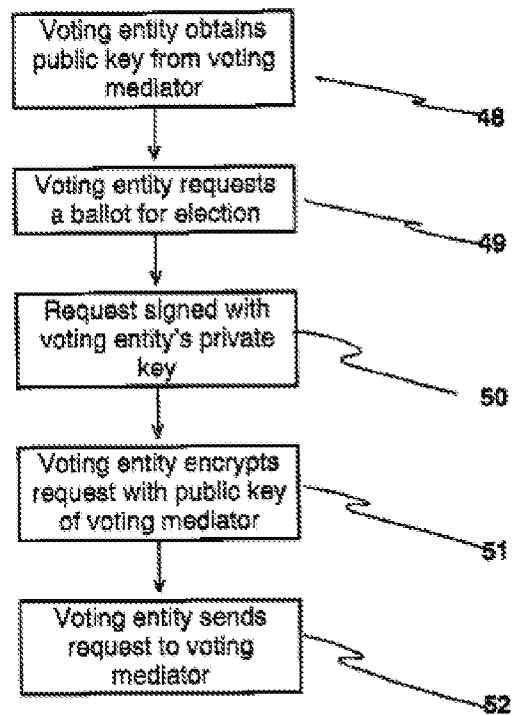 Voting entity obtains
public key from voting
mediator
48
Voting entity requests
a ballot for election
49
Request signed with
voting entity's private
key
50
Voting entity encrypts
request with public key
of voting mediator
51
Voting entity sends
request to voting
mediator
52